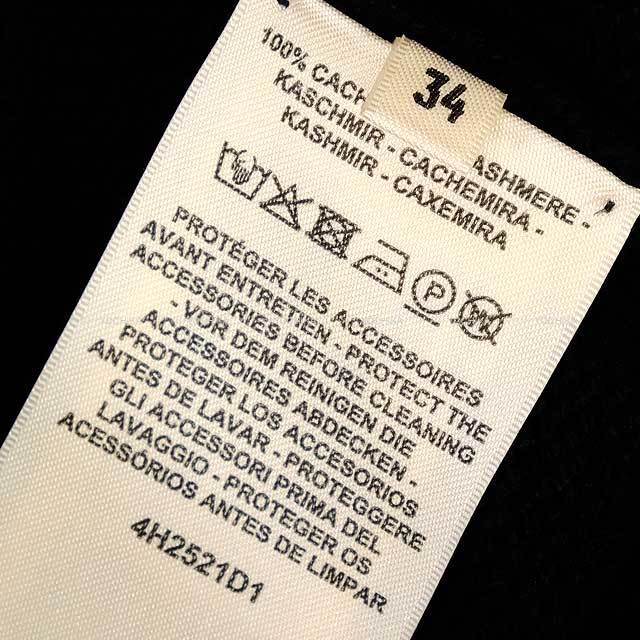 34
100% CACH ASHMERE -
KASCHMIR - CACHEMIRA -
KASHMIR - CAXEMIRA
P W
PROTÉGER LES ACCESSOIRES
AVANT ENTRETIEN - PROTECT THE
ACCESSORIES BEFORE CLEANING
- VOR DEM REINIGEN DIE
ACCESSOIRES ABDECKEN -
PROTEGER LOS ACCESORIOS
ANTES DE LAVAR - PROTEGGERE
GLI ACCESSORI PRIMA DEL
LAVAGGIO - PROTEGER OS
ACESSÓRIOS ANTES DE LIMPAR
4H2521D1